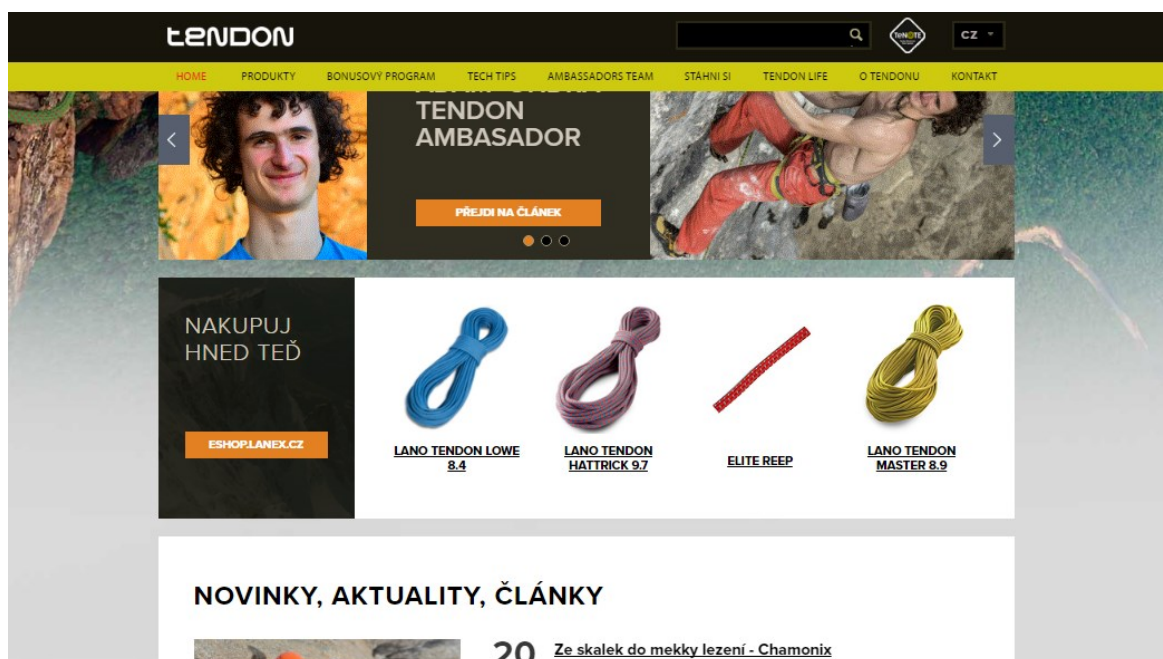 tendon
TeNOTE
CZ
HOME PRODUKTY BONUSOVÝ PROGRAM TECH TIPS AMBASSADORS TEAM STÁHNI SI TENDON LIFE O TENDONU KONTAKT
TENDON
AMBASADOR
PŘEJDI NA ČLÁNEK
NAKUPUJ
HNED TEĎ
ESHOP.LANEX.CZ
LANO TENDON LOWE
8.4
LANO TENDON
HATTRICK 9.7
ELITE REEP
LANO TENDON
MASTER 8.9
NOVINKY, AKTUALITY, ČLÁNKY
20
Ze skalek do mekky lezení - Chamonix